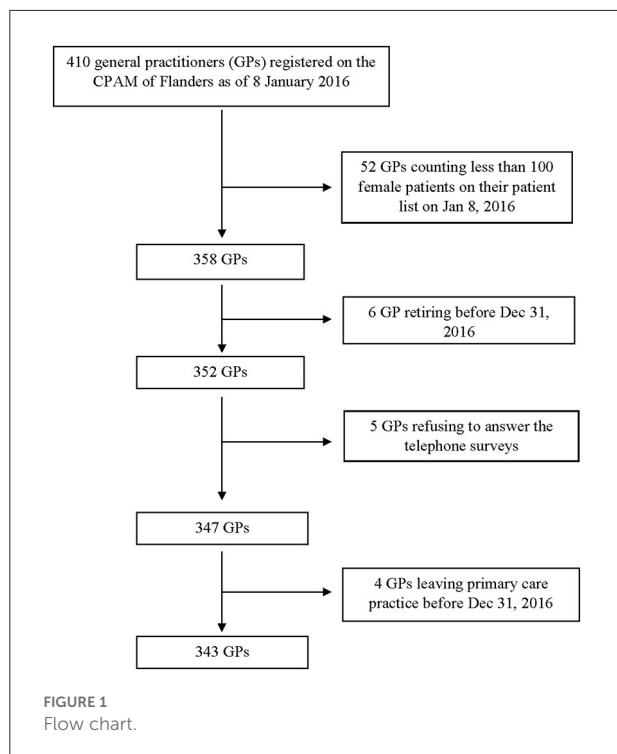 410 general practitioners (GPs) registered on the
CPAM of Flanders as of 8 January 2016
52 GPs counting less than 100
female patients on their patient
list on Jan 8, 2016
358 GPs
6 GP retiring before Dec 31,
2016
352 GPs
5 GPs refusing to answer the
telephone surveys
347 GPs
4 GPs leaving primary care
practice before Dec 31, 2016
343 GPs
FIGURE 1
Flow chart.